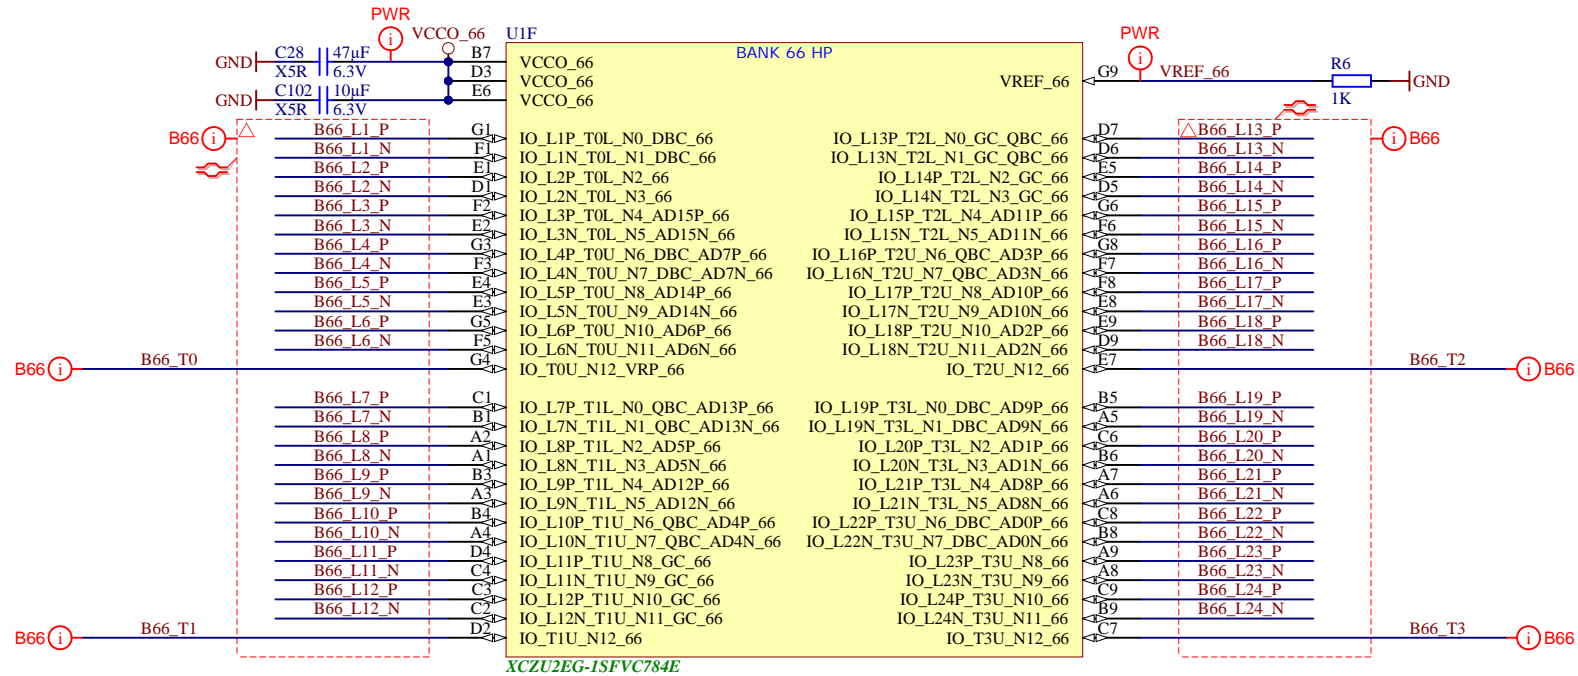 PWR
VCCO_66
U1F
PWR
BANK 66 HP
GND C28 47µF B7 VCCO_66
X5R 6.3V D3 VCCO_66
GND C102 10µF E6 VCCO_66
X5R 6.3V
VREF_66 G9 VREF_66 R6 GND
1K
B66 B66_L1_P G1 IO_L1P_T0L_N0_DBC_66 IO_L13P_T2L_N0_GC_QBC_66 D7 B66_L13_P B66
B66_L1_N F1 IO_L1N_T0L_N1_DBC_66 IO_L13N_T2L_N1_GC_QBC_66 D6 B66_L13_N
B66_L2_P E1 IO_L2P_T0L_N2_66 IO_L14P_T2L_N2_GC_66 E5 B66_L14_P
B66_L2_N D1 IO_L2N_T0L_N3_66 IO_L14N_T2L_N3_GC_66 D5 B66_L14_N
B66_L3_P F2 IO_L3P_T0L_N4_AD15P_66 IO_L15P_T2L_N4_AD11P_66 G6 B66_L15_P
B66_L3_N E2 IO_L3N_T0L_N5_AD15N_66 IO_L15N_T2L_N5_AD11N_66 F6 B66_L15_N
B66_L4_P G3 IO_L4P_T0U_N6_DBC_AD7P_66 IO_L16P_T2U_N6_QBC_AD3P_66 G8 B66_L16_P
B66_L4_N F3 IO_L4N_T0U_N7_DBC_AD7N_66 IO_L16N_T2U_N7_QBC_AD3N_66 F7 B66_L16_N
B66_L5_P E4 IO_L5P_T0U_N8_AD14P_66 IO_L17P_T2U_N8_AD10P_66 F8 B66_L17_P
B66_L5_N E3 IO_L5N_T0U_N9_AD14N_66 IO_L17N_T2U_N9_AD10N_66 E8 B66_L17_N
B66_L6_P G5 IO_L6P_T0U_N10_AD6P_66 IO_L18P_T2U_N10_AD2P_66 E9 B66_L18_P
B66_L6_N F5 IO_L6N_T0U_N11_AD6N_66 IO_L18N_T2U_N11_AD2N_66 D9 B66_L18_N
B66 B66_T0 G4 IO_T0U_N12_VRP_66 IO_T2U_N12_66 E7 B66_T2 B66
B66_L7_P C1 IO_L7P_T1L_N0_QBC_AD13P_66 IO_L19P_T3L_N0_DBC_AD9P_66 B5 B66_L19_P
B66_L7_N B1 IO_L7N_T1L_N1_QBC_AD13N_66 IO_L19N_T3L_N1_DBC_AD9N_66 A5 B66_L19_N
B66_L8_P A2 IO_L8P_T1L_N2_AD5P_66 IO_L20P_T3L_N2_AD1P_66 C6 B66_L20_P
B66_L8_N A1 IO_L8N_T1L_N3_AD5N_66 IO_L20N_T3L_N3_AD1N_66 B6 B66_L20_N
B66_L9_P B3 IO_L9P_T1L_N4_AD12P_66 IO_L21P_T3L_N4_AD8P_66 A7 B66_L21_P
B66_L9_N A3 IO_L9N_T1L_N5_AD12N_66 IO_L21N_T3L_N5_AD8N_66 A6 B66_L21_N
B66_L10_P B4 IO_L10P_T1U_N6_QBC_AD4P_66 IO_L22P_T3U_N6_DBC_AD0P_66 C8 B66_L22_P
B66_L10_N A4 IO_L10N_T1U_N7_QBC_AD4N_66 IO_L22N_T3U_N7_DBC_AD0N_66 B8 B66_L22_N
B66_L11_P D4 IO_L11P_T1U_N8_GC_66 IO_L23P_T3U_N8_66 A9 B66_L23_P
B66_L11_N C4 IO_L11N_T1U_N9_GC_66 IO_L23N_T3U_N9_66 A8 B66_L23_N
B66_L12_P C3 IO_L12P_T1U_N10_GC_66 IO_L24P_T3U_N10_66 C9 B66_L24_P
B66_L12_N C2 IO_L12N_T1U_N11_GC_66 IO_L24N_T3U_N11_66 B9 B66_L24_N
B66 B66_T1 D2 IO_T1U_N12_66 IO_T3U_N12_66 C7 B66_T3 B66
XCZU2EG-1SFVC784E